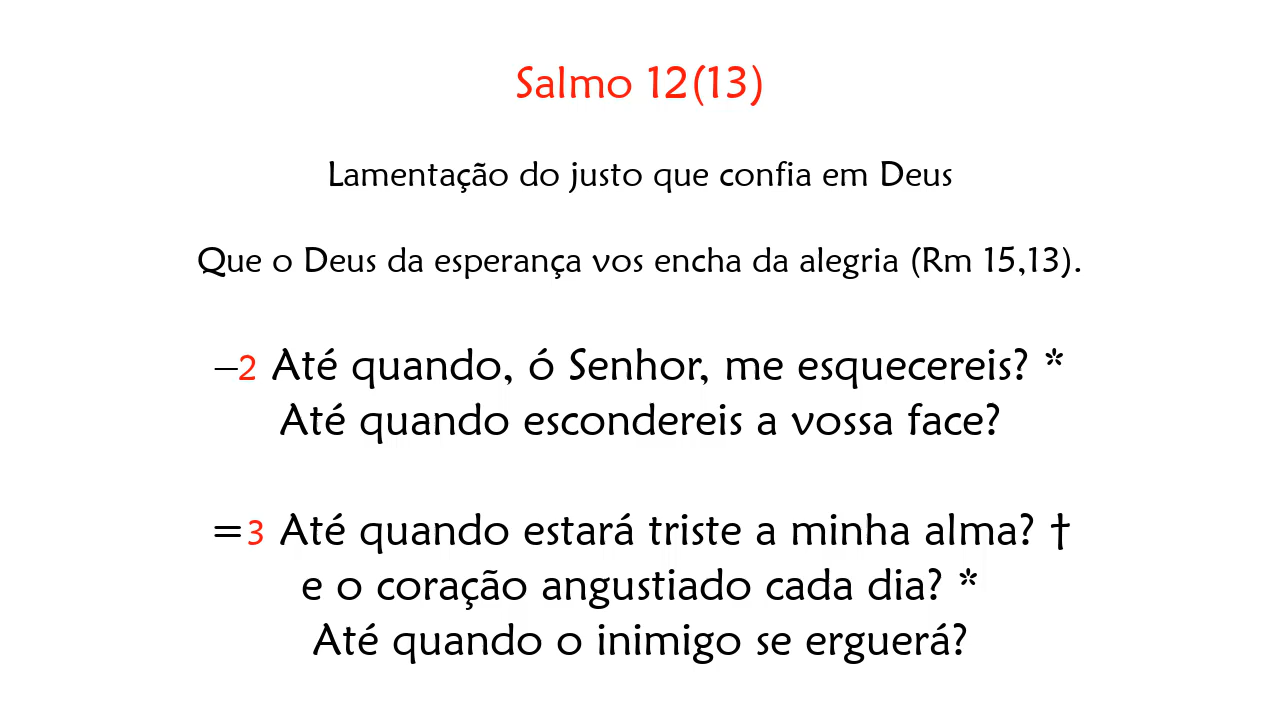 Salmo 12(13)
Lamentação do justo que confia em Deus
Que o Deus da esperança vos encha da alegria (Rm 15,13).
–2 Até quando, ó Senhor, me esquecereis? *
Até quando escondereis a vossa face?
=3 Até quando estará triste a minha alma? †
e o coração angustiado cada dia? *
Até quando o inimigo se erguerá?